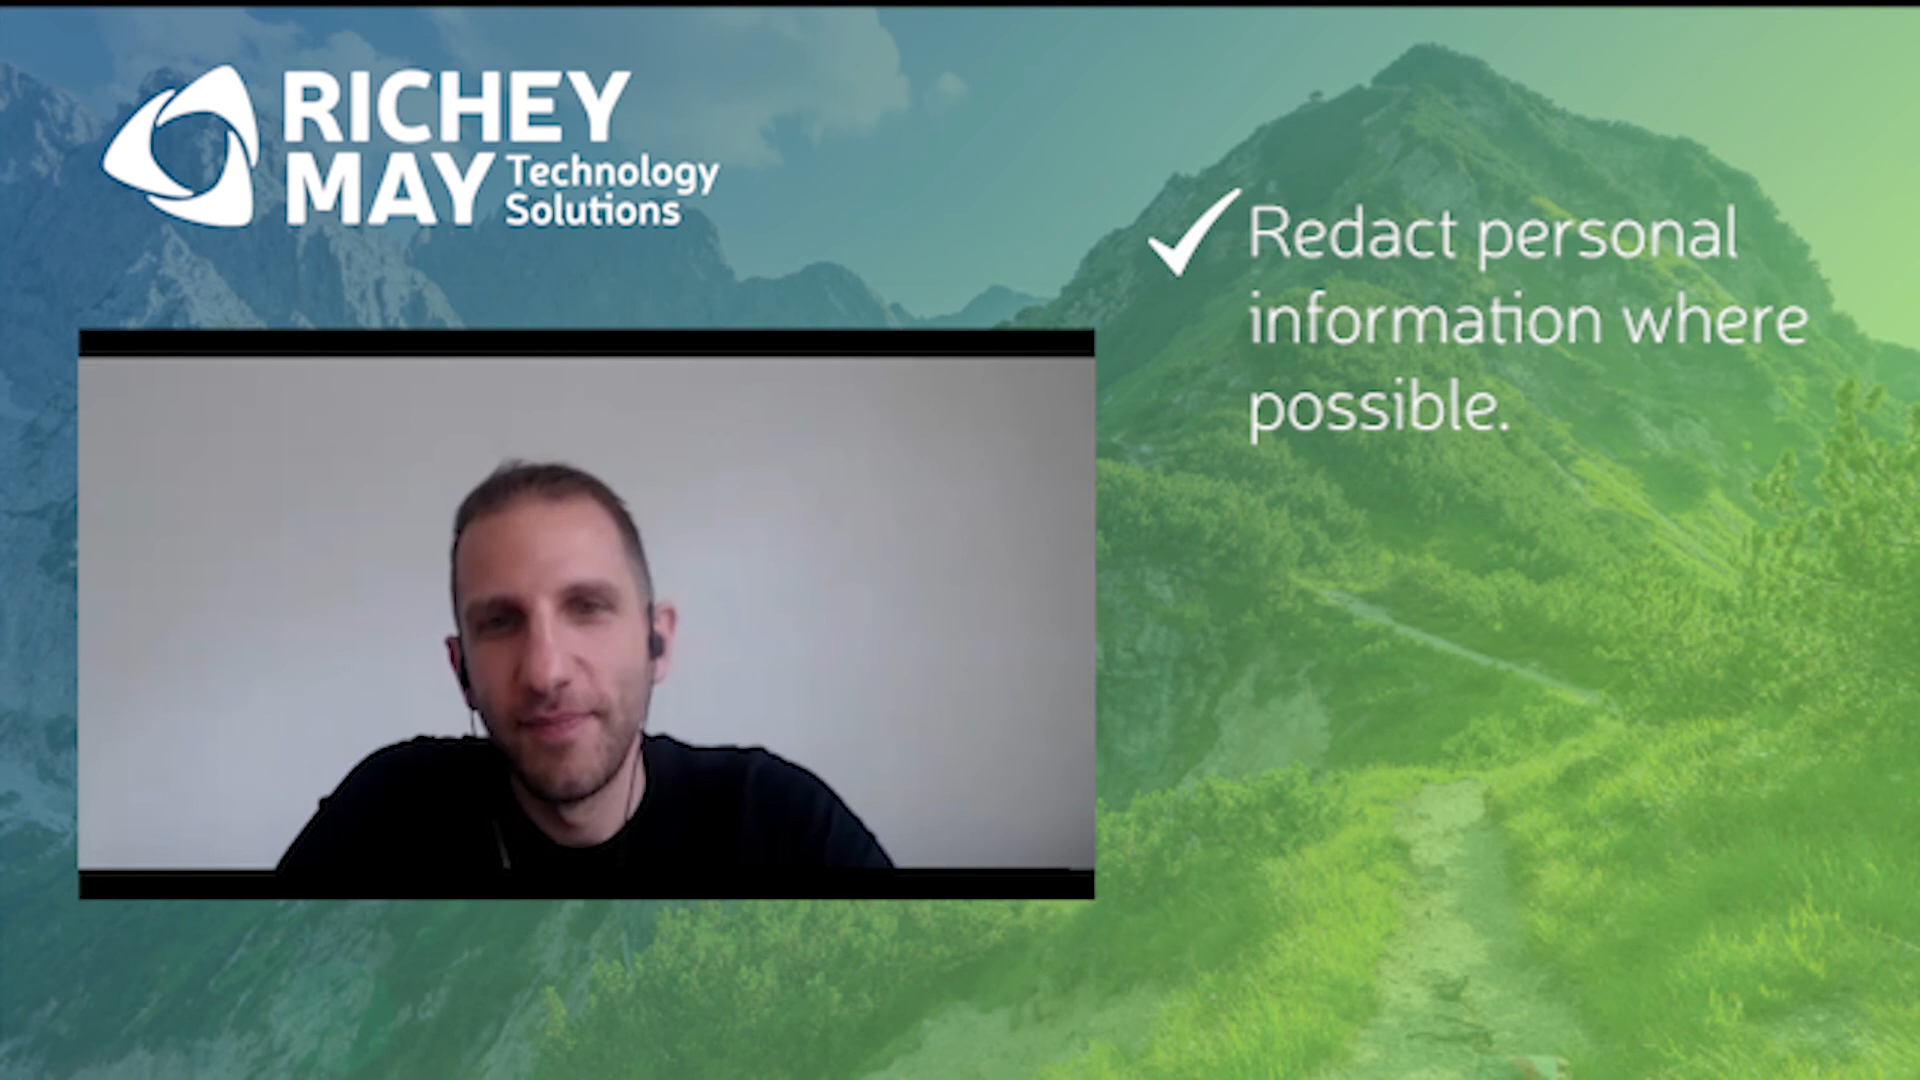 RICHEY
MAY Technology
Solutions
Redact personal
information where
possible.